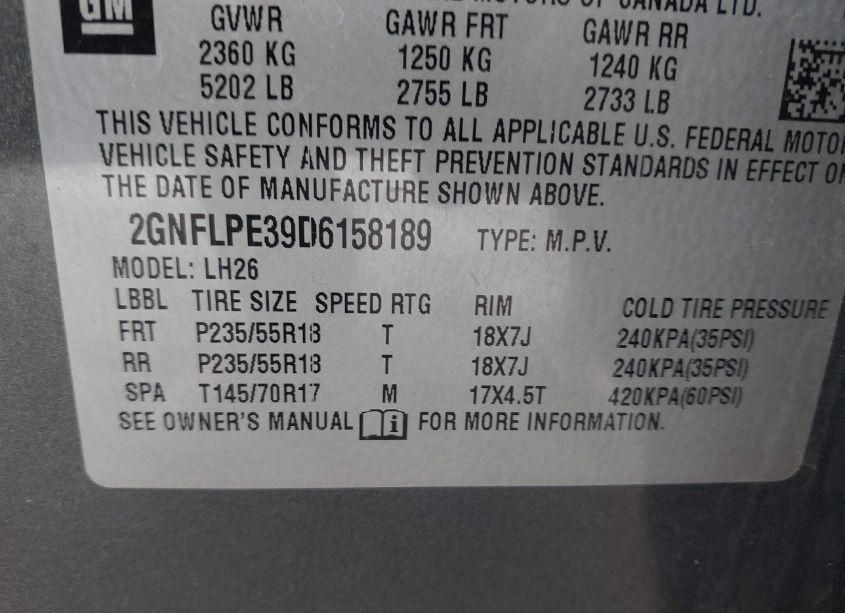 GM
MOTORS OF CANADA LTD.
GVWR GAWR FRT GAWR RR
2360 KG 1250 KG 1240 KG
5202 LB 2755 LB 2733 LB
THIS VEHICLE CONFORMS TO ALL APPLICABLE U.S. FEDERAL MOTOR
VEHICLE SAFETY AND THEFT PREVENTION STANDARDS IN EFFECT ON
THE DATE OF MANUFACTURE SHOWN ABOVE.
2GNFLPE39D6158189 TYPE: M.P.V.
MODEL: LH26
LBBL TIRE SIZE SPEED RTG RIM COLD TIRE PRESSURE
FRT P235/55R18 T 18X7J 240KPA(35PSI)
RR P235/55R18 T 18X7J 240KPA(35PSI)
SPA T145/70R17 M 17X4.5T 420KPA(60PSI)
SEE OWNER'S MANUAL i FOR MORE INFORMATION.